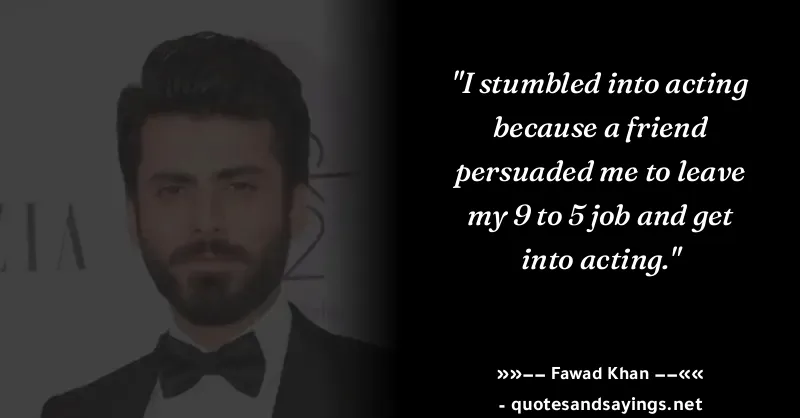 "I stumbled into acting
because a friend
persuaded me to leave
my 9 to 5 job and get
into acting."
»»−− Fawad Khan −−««
- quotesandsayings.net